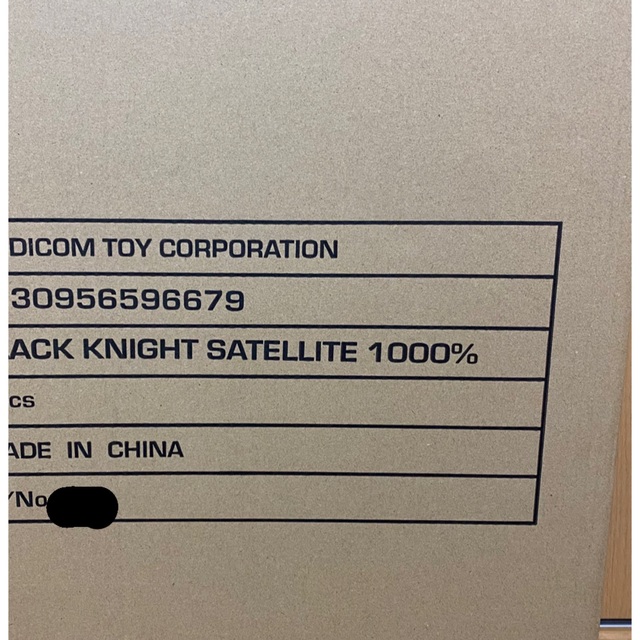 DICOM TOY CORPORATION
30956596679
ACK KNIGHT SATELLITE 1000%
cs
ADE IN CHINA
/No